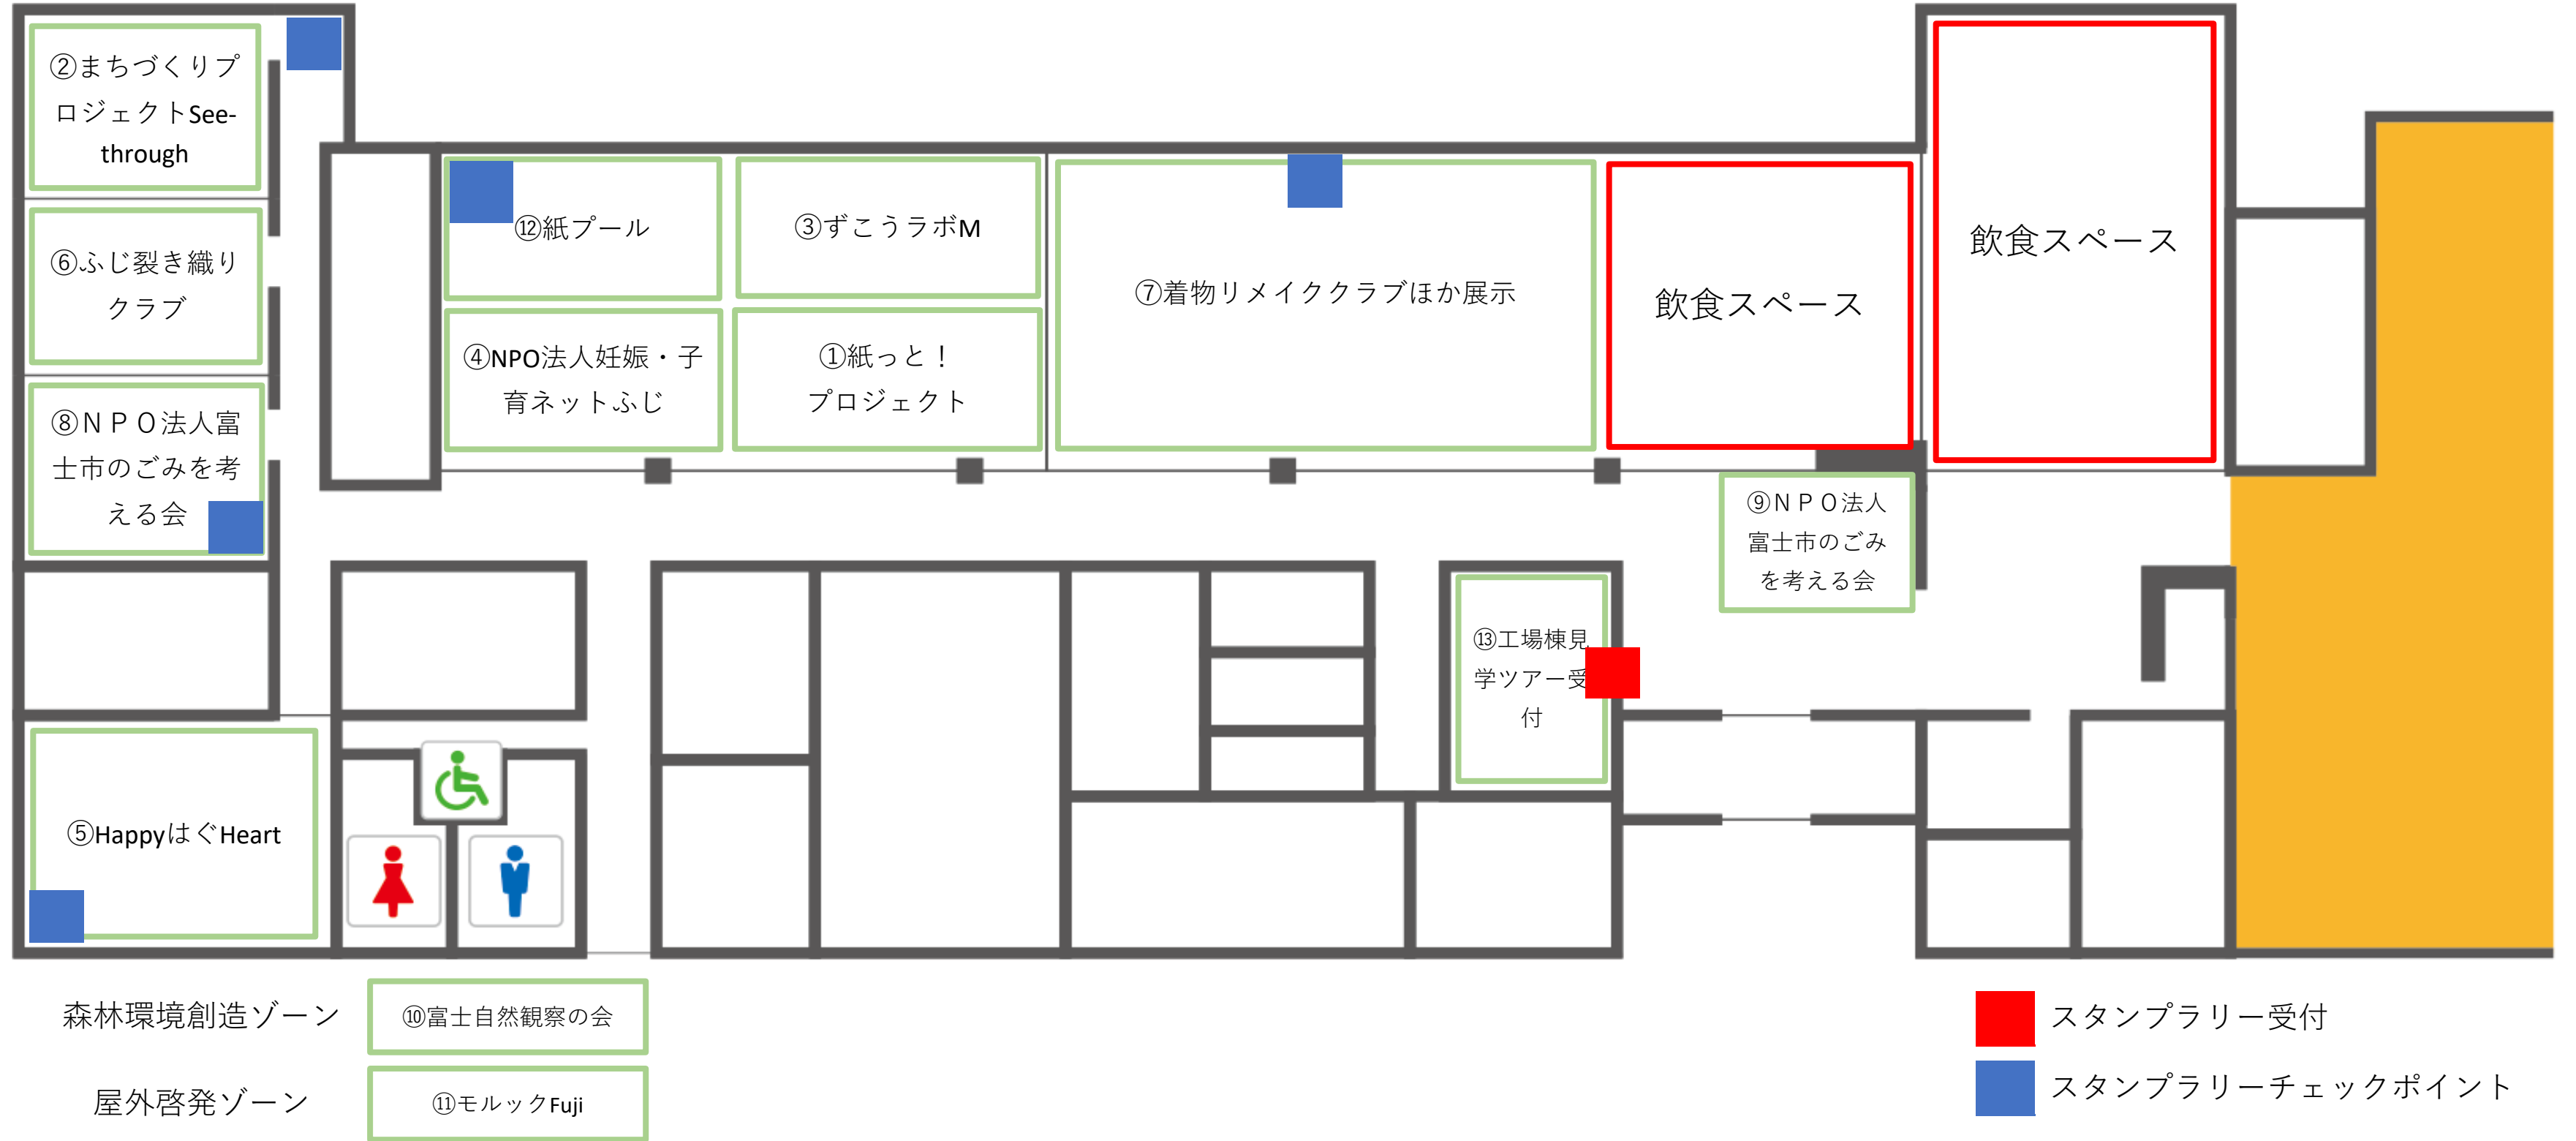 ②まちづくりプ
ロジェクトSee-
through
⑥ふじ裂き織り
クラブ
⑧ＮＰＯ法人富
士市のごみを考
える会
⑤HappyはぐHeart
⑫紙プール
③ずこうラボM
④NPO法人妊娠・子
育ネットふじ
①紙っと！
プロジェクト
⑦着物リメイククラブほか展示
飲食スペース
飲食スペース
⑨ＮＰＯ法人
富士市のごみ
を考える会
⑬工場棟見
学ツアー受
付
森林環境創造ゾーン
⑩富士自然観察の会
屋外啓発ゾーン
⑪モルックFuji
スタンプラリー受付
スタンプラリーチェックポイント